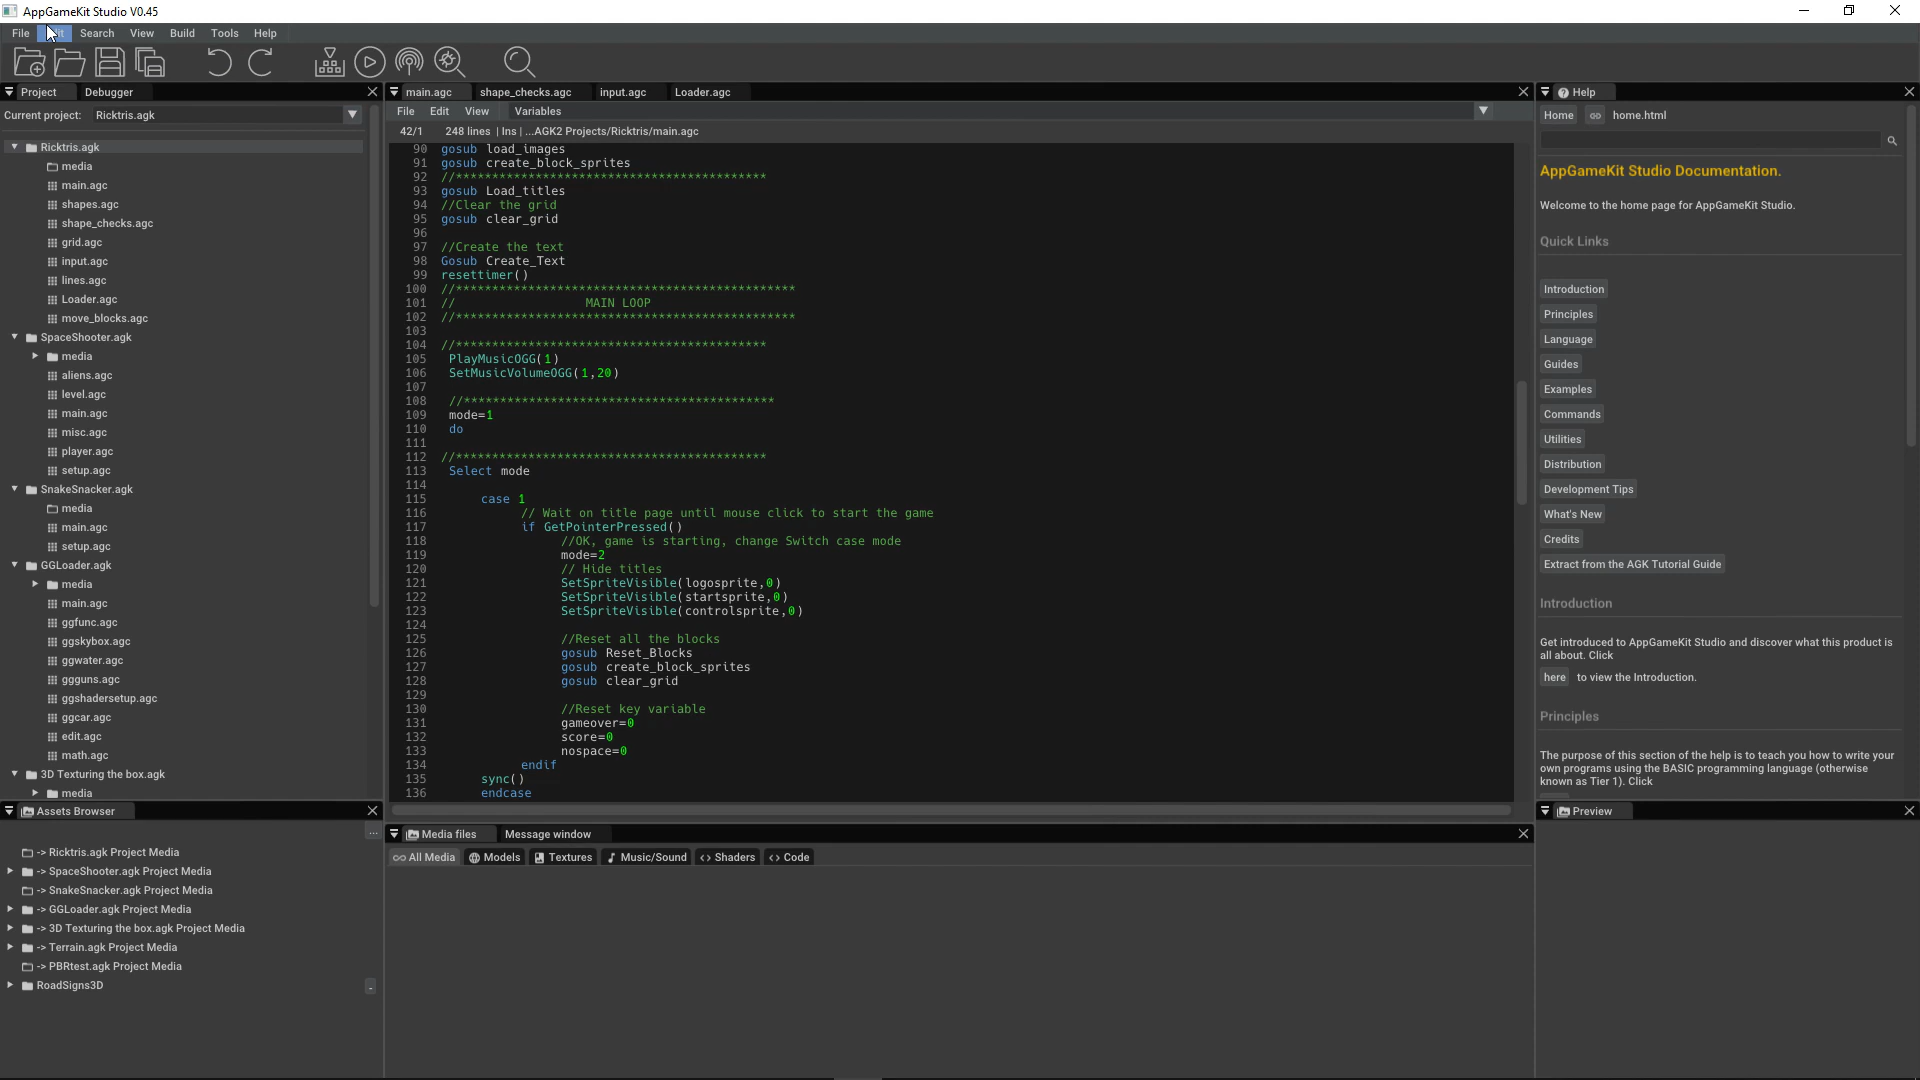 AppGameKit Studio V0.45
File Search View Build Tools Help
Project Debugger
Current project: Ricktris.agk
Ricktris.agk
media
main.agc
shapes.agc
shape_checks.agc
grid.agc
input.agc
lines.agc
Loader.agc
move_blocks.agc
SpaceShooter.agk
media
aliens.agc
level.agc
main.agc
misc.agc
player.agc
setup.agc
SnakeSnacker.agk
media
main.agc
setup.agc
GGLoader.agk
media
main.agc
ggfunc.agc
ggskybox.agc
ggwater.agc
ggguns.agc
ggshadersetup.agc
ggcar.agc
edit.agc
math.agc
3D Texturing the box.agk
media
Assets Browser
...
-> Ricktris.agk Project Media
-> SpaceShooter.agk Project Media
-> SnakeSnacker.agk Project Media
-> GGLoader.agk Project Media
-> 3D Texturing the box.agk Project Media
-> Terrain.agk Project Media
-> PBRtest.agk Project Media
RoadSigns3D
-
main.agc shape_checks.agc input.agc Loader.agc
File Edit View Variables
42/1 248 lines | Ins | ...AGK2 Projects/Ricktris/main.agc
90 gosub load_images
91 gosub create_block_sprites
92 //*******************************************
93 gosub Load_titles
94 //Clear the grid
95 gosub clear_grid
96
97 //Create the text
98 Gosub Create_Text
99 resettimer()
100 //***********************************************
101 // MAIN LOOP
102 //***********************************************
103
104 //*******************************************
105 PlayMusicOGG(1)
106 SetMusicVolumeOGG(1,20)
107
108 //*******************************************
109 mode=1
110 do
111
112 //*******************************************
113 Select mode
114
115 case 1
116 // Wait on title page until mouse click to start the game
117 if GetPointerPressed()
118 //OK, game is starting, change Switch case mode
119 mode=2
120 // Hide titles
121 SetSpriteVisible(logosprite,0)
122 SetSpriteVisible(startsprite,0)
123 SetSpriteVisible(controlsprite,0)
124
125 //Reset all the blocks
126 gosub Reset_Blocks
127 gosub create_block_sprites
128 gosub clear_grid
129
130 //Reset key variable
131 gameover=0
132 score=0
133 nospace=0
134 endif
135 sync()
136 endcase
Media files Message window
All Media Models Textures Music/Sound Shaders Code
Help
Home home.html
AppGameKit Studio Documentation.
Welcome to the home page for AppGameKit Studio.
Quick Links
Introduction
Principles
Language
Guides
Examples
Commands
Utilities
Distribution
Development Tips
What's New
Credits
Extract from the AGK Tutorial Guide
Introduction
Get introduced to AppGameKit Studio and discover what this product is
all about. Click
here to view the Introduction.
Principles
The purpose of this section of the help is to teach you how to write your
own programs using the BASIC programming language (otherwise
known as Tier 1). Click
Preview